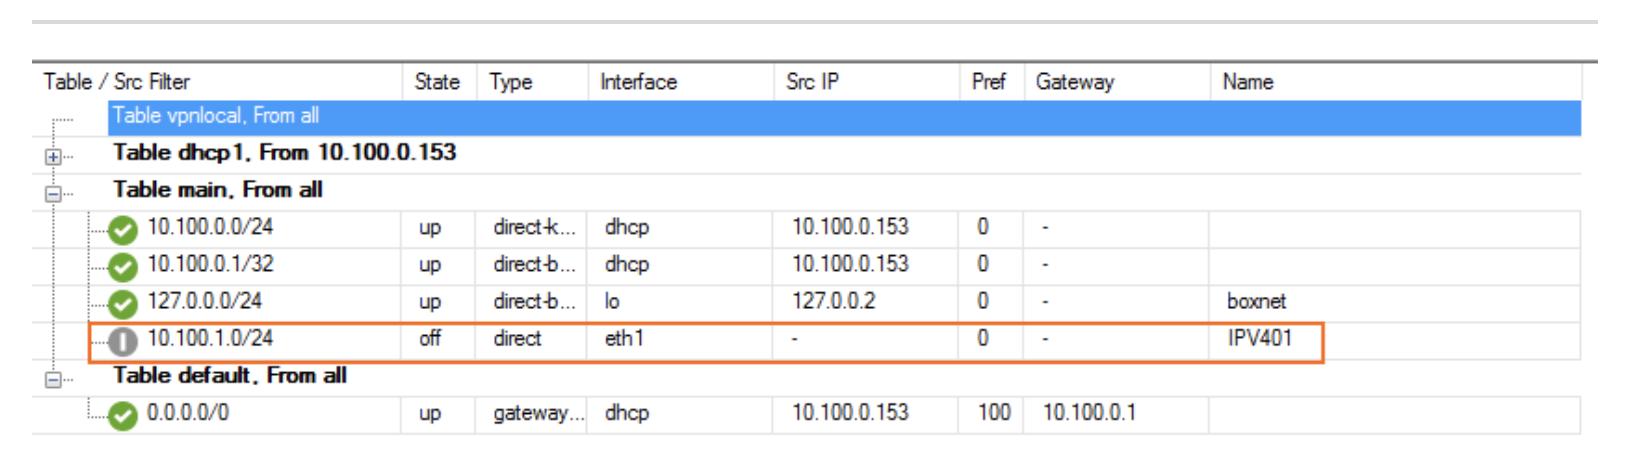 Table / Src Filter State Type Interface Src IP Pref Gateway Name
Table vpnlocal, From all
Table dhcp1, From 10.100.0.153
Table main, From all
10.100.0.0/24 up direct-k... dhcp 10.100.0.153 0 -
10.100.0.1/32 up direct-b... dhcp 10.100.0.153 0 -
127.0.0.0/24 up direct-b... lo 127.0.0.2 0 - boxnet
10.100.1.0/24 off direct eth1 - 0 - IPV401
Table default, From all
0.0.0.0/0 up gateway... dhcp 10.100.0.153 100 10.100.0.1